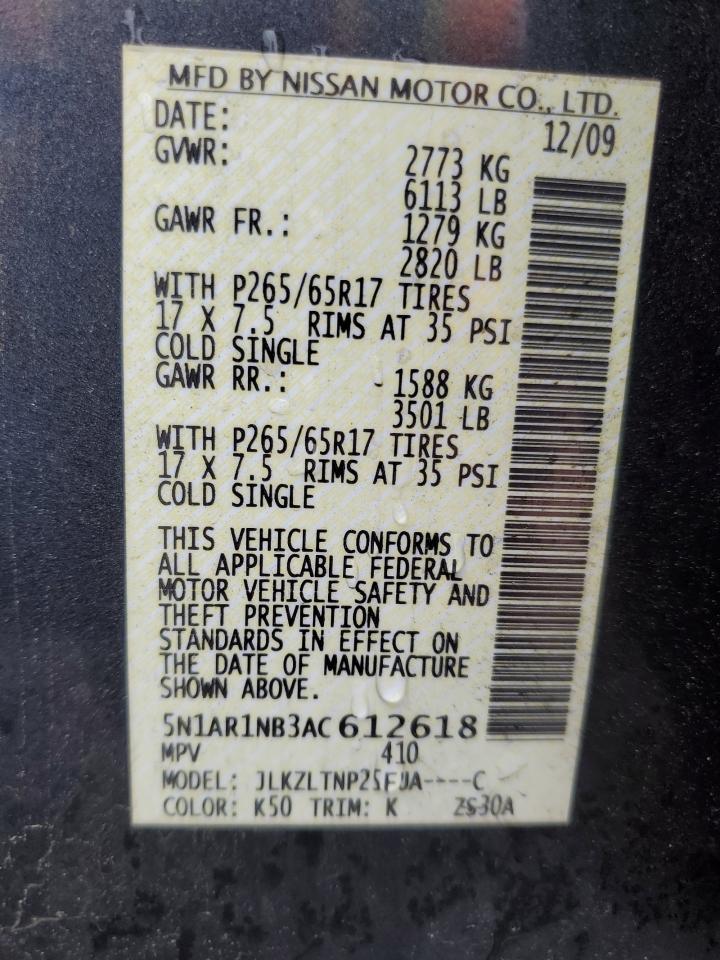 MFD BY NISSAN MOTOR CO., LTD.
DATE: 12/09
GVWR: 2773 KG
6113 LB
GAWR FR.: 1279 KG
2820 LB
WITH P265/65R17 TIRES
17 X 7.5 RIMS AT 35 PSI
COLD SINGLE
GAWR RR.: 1588 KG
3501 LB
WITH P265/65R17 TIRES
17 X 7.5 RIMS AT 35 PSI
COLD SINGLE
THIS VEHICLE CONFORMS TO
ALL APPLICABLE FEDERAL
MOTOR VEHICLE SAFETY AND
THEFT PREVENTION
STANDARDS IN EFFECT ON
THE DATE OF MANUFACTURE
SHOWN ABOVE.
5N1AR1NB3AC612618
MPV 410
MODEL: JLKZLTNP25FUA----C
COLOR: K50 TRIM: K ZS30A